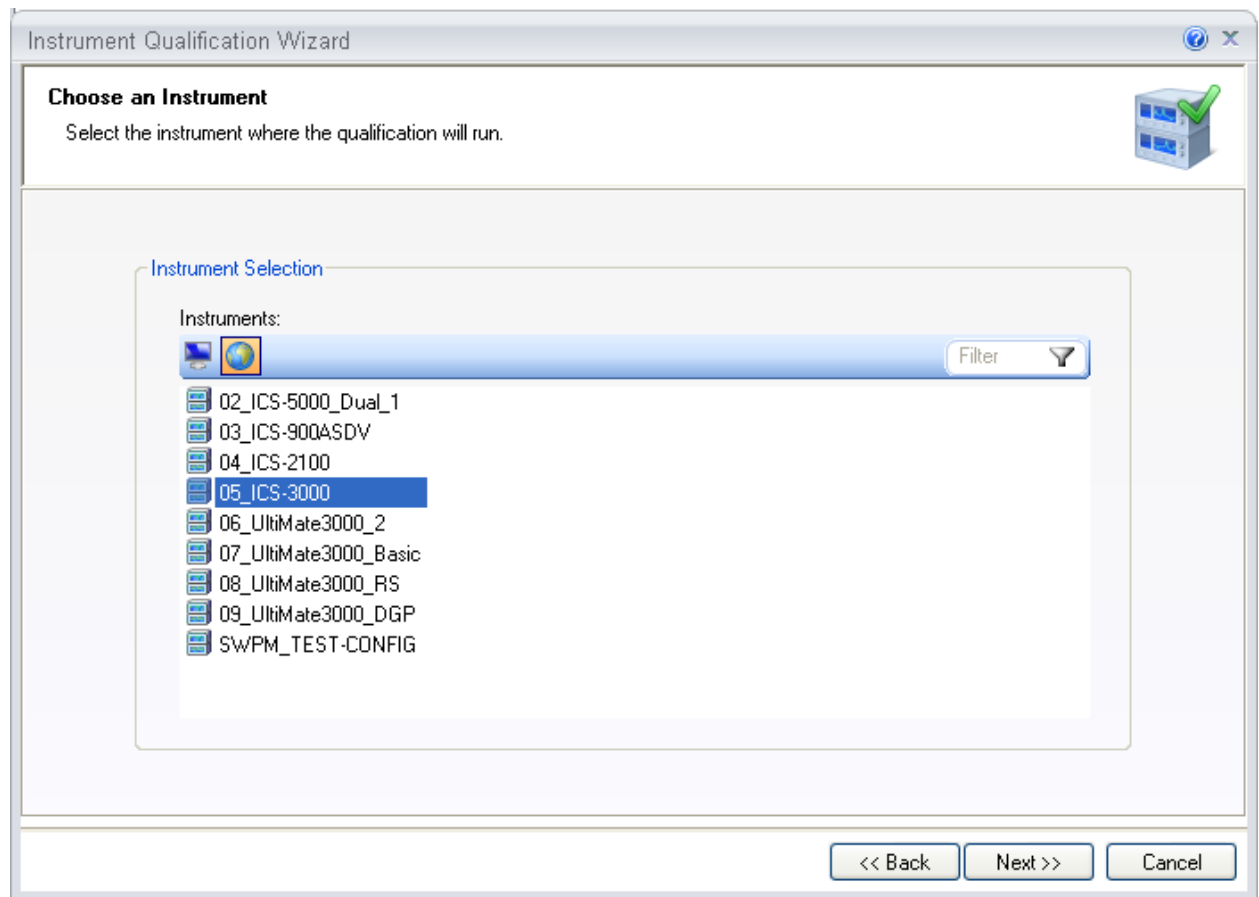 Instrument Qualification Wizard
Choose an Instrument
Select the instrument where the qualification will run.
Instrument Selection
Instruments:
Filter
02_ICS-5000_Dual_1
03_ICS-900ASDV
04_ICS-2100
05_ICS-3000
06_UltiMate3000_2
07_UltiMate3000_Basic
08_UltiMate3000_RS
09_UltiMate3000_DGP
SWPM_TEST-CONFIG
<< Back Next >> Cancel